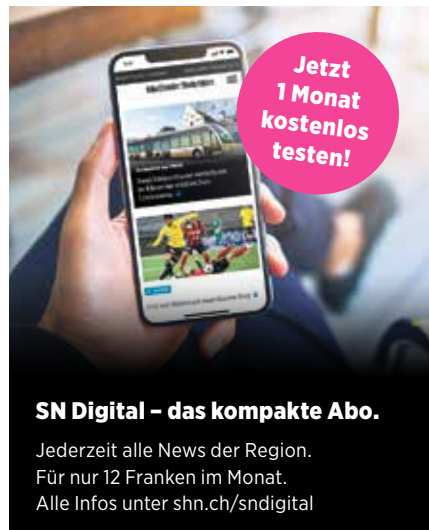 Jetzt
1 Monat
kostenlos
testen!
SN Digital – das kompakte Abo.
Jederzeit alle News der Region.
Für nur 12 Franken im Monat.
Alle Infos unter shn.ch/sndigital